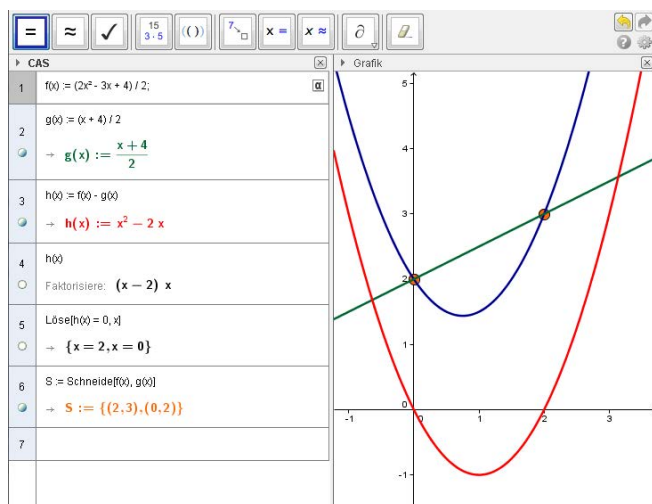 = ≈ ✓ 15 3·5 (( )) 7 x = x ≈ ∂
CAS
Grafik
1 f(x) := (2x² - 3x + 4) / 2; α
2 g(x) := (x + 4) / 2
→ g(x) := x + 4 / 2
3 h(x) := f(x) - g(x)
→ h(x) := x² − 2 x
4 h(x)
Faktorisiere: (x − 2) x
5 Löse[h(x) = 0, x]
→ {x = 2, x = 0}
6 S := Schneide[f(x), g(x)]
→ S := {(2,3),(0,2)}
7
5
4
3
2
1
0
-1 0 1 2 3
-1